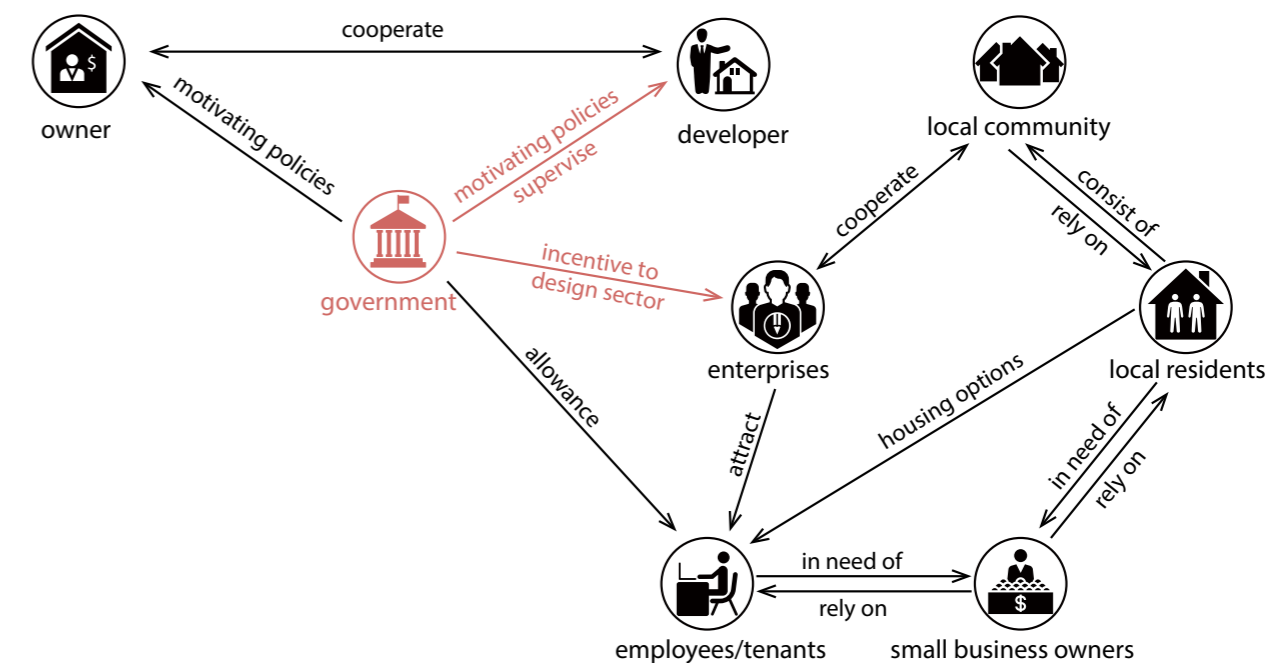 cooperate
owner
motivating policies
developer
local community
motivating policies
supervise
cooperate
consist of
rely on
government
incentive to
design sector
enterprises
local residents
allowance
attract
housing options
in need of
rely on
in need of
rely on
employees/tenants
small business owners
$
$